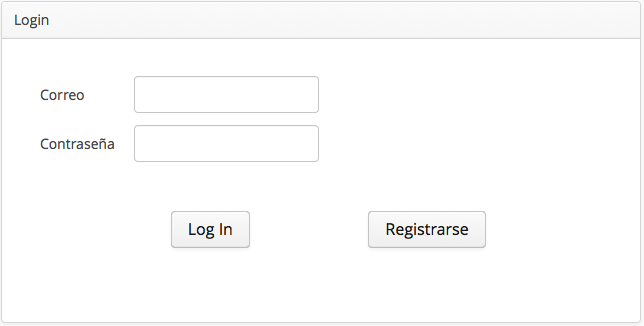 Login
Correo
Contraseña
Log In Registrarse